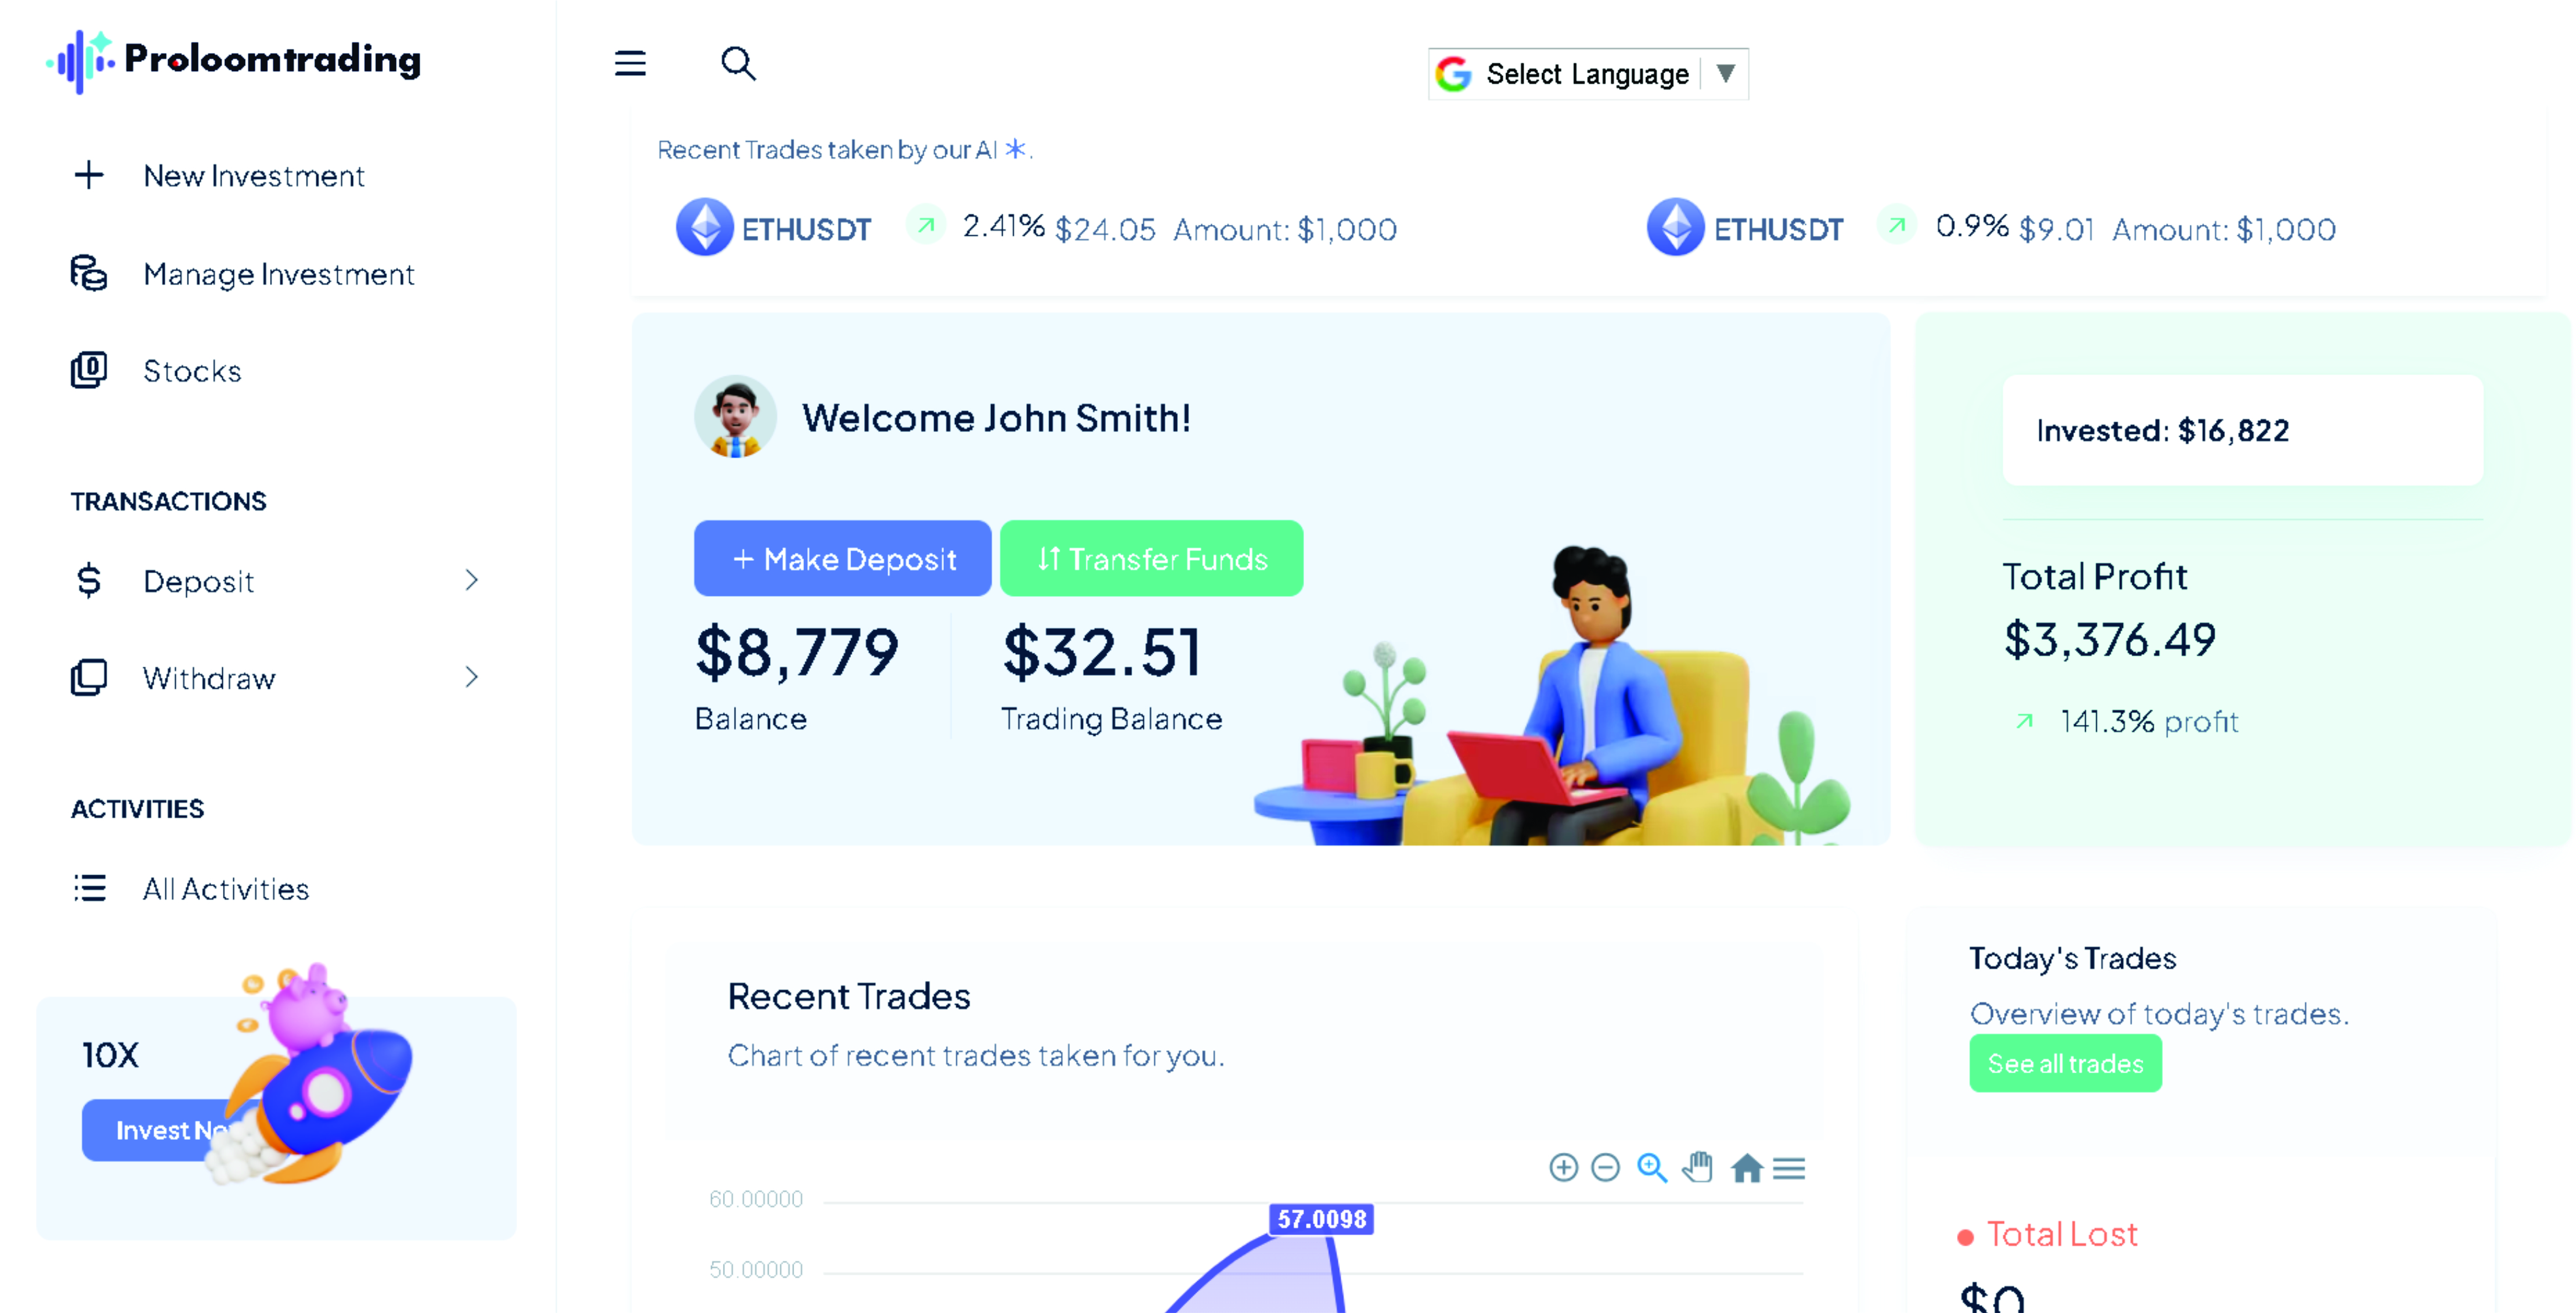 Proloomtrading
Select Language ▼
New Investment
Manage Investment
Stocks
TRANSACTIONS
Deposit
Withdraw
ACTIVITIES
All Activities
10X
Invest
Recent Trades taken by our AI *.
ETHUSDT 2.41% $24.05 Amount: $1,000
ETHUSDT 0.9% $9.01 Amount: $1,000
Welcome John Smith!
+ Make Deposit
Transfer Funds
$8,779
Balance
$32.51
Trading Balance
Invested: $16,822
Total Profit
$3,376.49
141.3% profit
Recent Trades
Chart of recent trades taken for you.
60.00000
57.0098
50.00000
Today's Trades
Overview of today's trades.
See all trades
Total Lost
$0